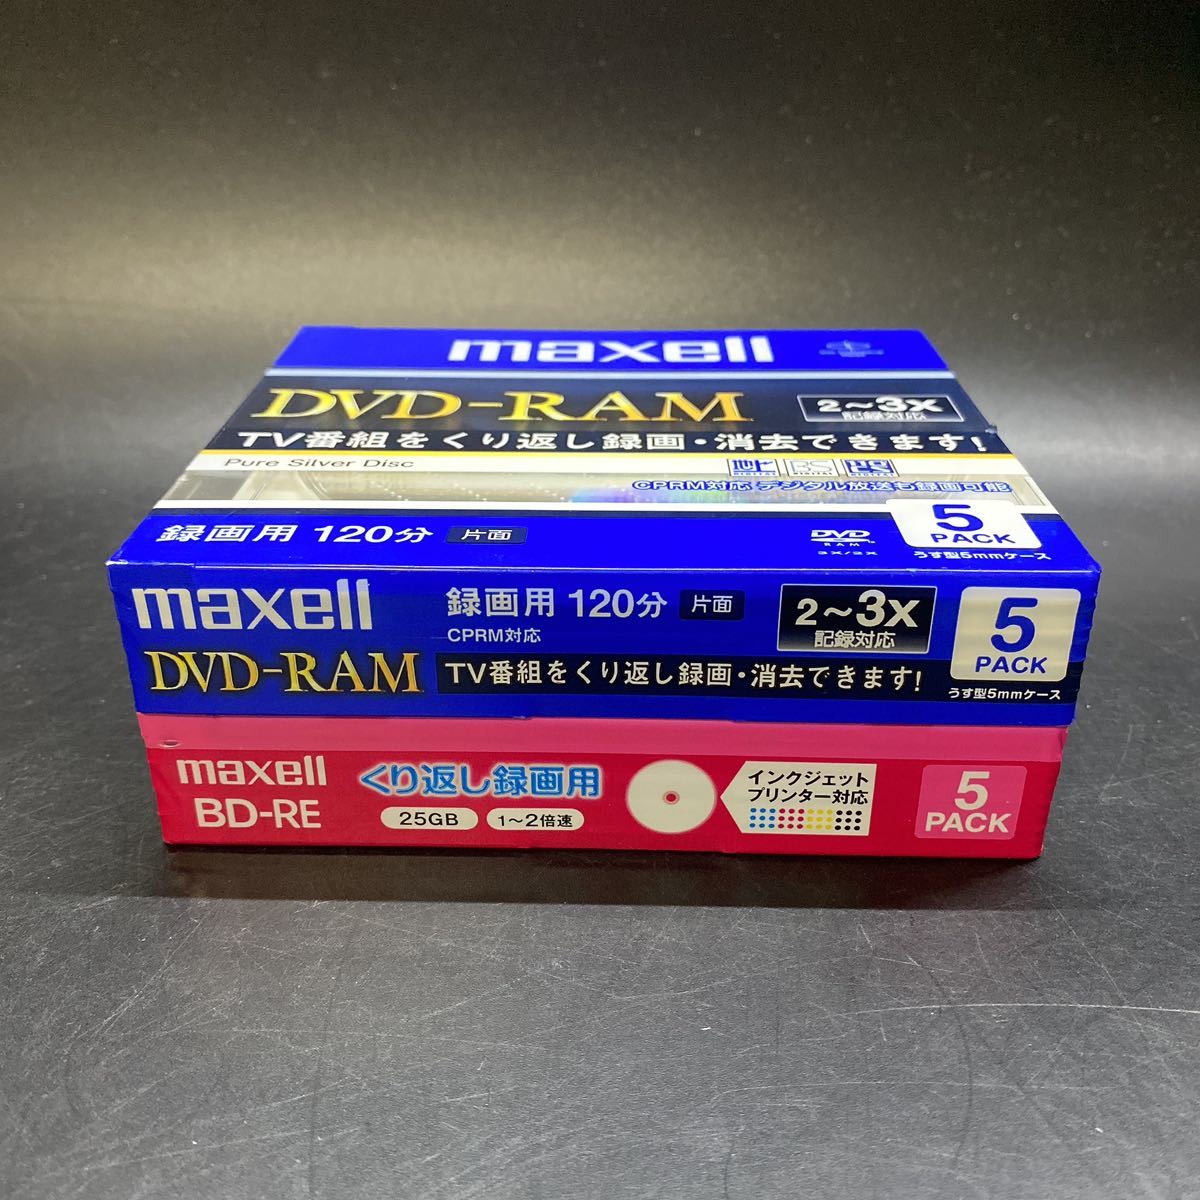 maxell
DVD-RAM
2〜3X
記録対応
TV番組をくり返し録画・消去できます!
Pure Silver Disc
CPRM対応 デジタル放送も録画可能
録画用 120分 片面
DVD
RAM
3X/2X
5
PACK
うす型5mmケース
maxell
DVD-RAM
録画用 120分 片面
CPRM対応
2〜3X
記録対応
TV番組をくり返し録画・消去できます!
5
PACK
うす型5mmケース
maxell
BD-RE
くり返し録画用
25GB
1〜2倍速
インクジェット
プリンター対応
5
PACK